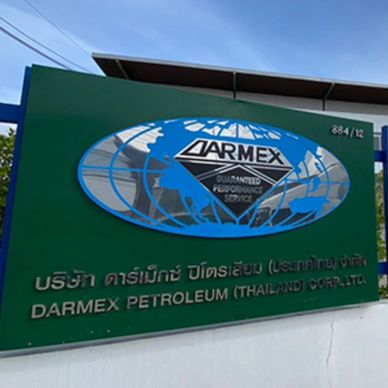 884/12
DARMEX
GUARANTEED
PERFORMANCE
SERVICE
บริษัท ดาร์เม็กซ์ ปิโตรเลียม (ประเทศไทย) จำกัด
DARMEX PETROLEUM (THAILAND) CORP.,LTD.